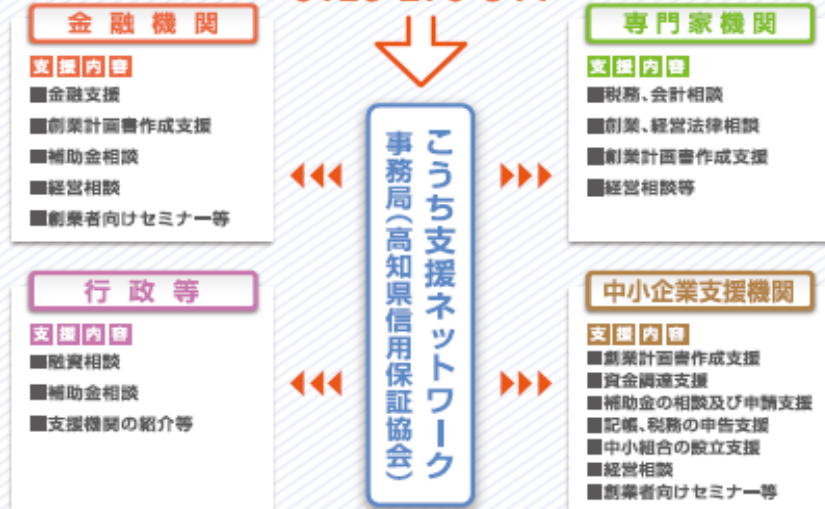 金融機関
支援内容
■金融支援
■創業計画書作成支援
■補助金相談
■経営相談
■創業者向けセミナー等
専門家機関
支援内容
■税務、会計相談
■創業、経営法律相談
■創業計画書作成支援
■経営相談等
こうち支援ネットワーク
事務局(高知県信用保証協会)
行政等
支援内容
■融資相談
■補助金相談
■支援機関の紹介等
中小企業支援機関
支援内容
■創業計画書作成支援
■資金調達支援
■補助金の相談及び申請支援
■記帳、税務の申告支援
■中小組合の設立支援
■経営相談
■創業者向けセミナー等